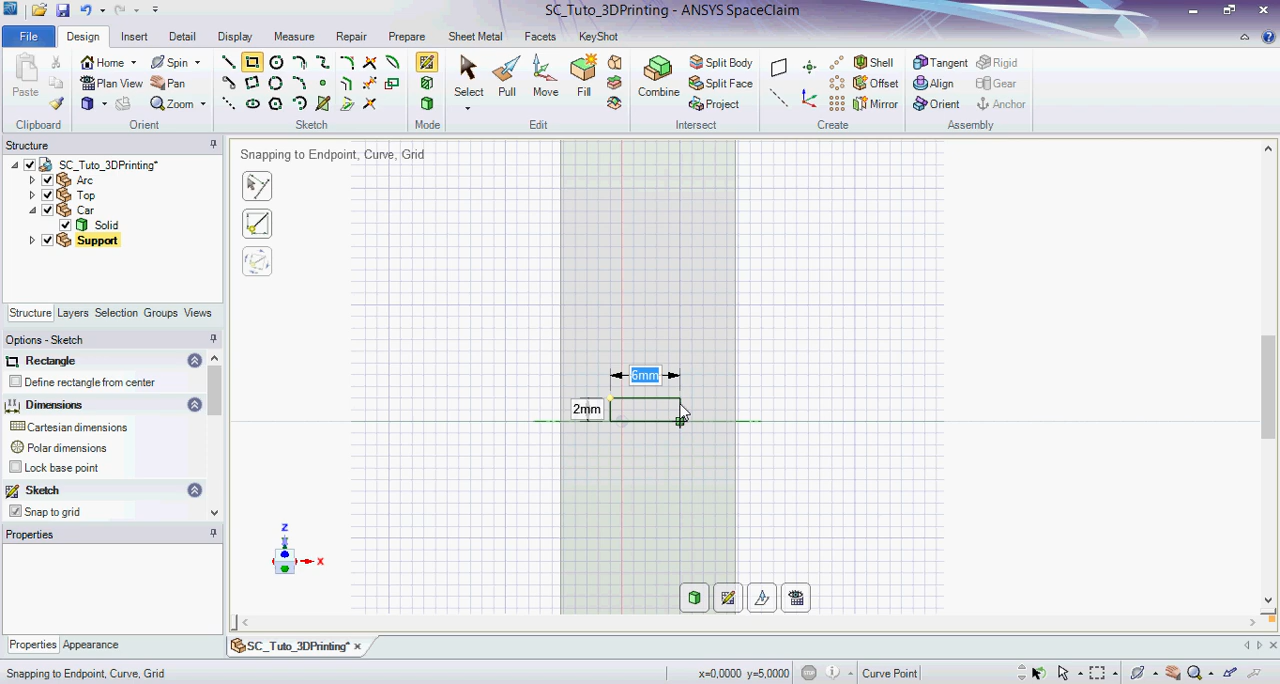 SC_Tuto_3DPrinting - ANSYS SpaceClaim
File Design Insert Detail Display Measure Repair Prepare Sheet Metal Facets KeyShot
Paste
Clipboard
Home Spin
Plan View Pan
Zoom
Orient
Sketch
Mode
Select Pull Move Fill
Edit
Combine
Split Body
Split Face
Project
Intersect
Shell
Offset
Mirror
Create
Tangent Rigid
Align Gear
Orient Anchor
Assembly
Structure
SC_Tuto_3DPrinting*
Arc
Top
Car
Solid
Support
Structure Layers Selection Groups Views
Options - Sketch
Rectangle
Define rectangle from center
Dimensions
Cartesian dimensions
Polar dimensions
Lock base point
Sketch
Snap to grid
Properties
Properties Appearance
Snapping to Endpoint, Curve, Grid
6mm
2mm
Z
X
SC_Tuto_3DPrinting*
Snapping to Endpoint, Curve, Grid
x=0,0000 y=5,0000
STOP
Curve Point